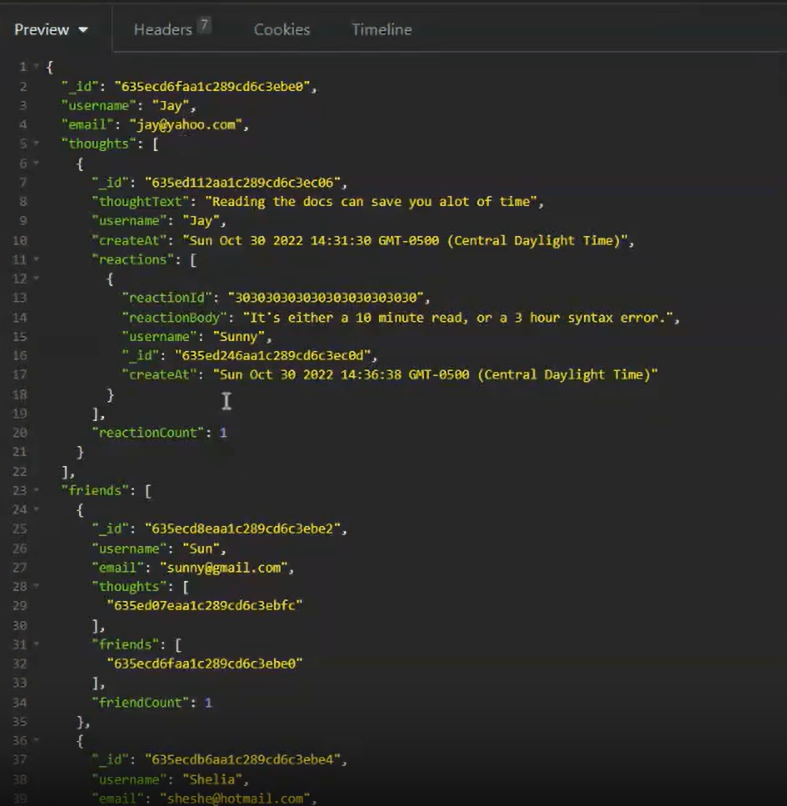 Preview Headers 7 Cookies Timeline
1 {
2 "_id": "635ecd6faa1c289cd6c3ebe0",
3 "username": "Jay",
4 "email": "jay@yahoo.com",
5 "thoughts": [
6 {
7 "_id": "635ed112aa1c289cd6c3ec06",
8 "thoughtText": "Reading the docs can save you alot of time",
9 "username": "Jay",
10 "createAt": "Sun Oct 30 2022 14:31:30 GMT-0500 (Central Daylight Time)",
11 "reactions": [
12 {
13 "reactionId": "303030303030303030303030",
14 "reactionBody": "It's either a 10 minute read, or a 3 hour syntax error.",
15 "username": "Sunny",
16 "_id": "635ed246aa1c289cd6c3ec0d",
17 "createAt": "Sun Oct 30 2022 14:36:38 GMT-0500 (Central Daylight Time)"
18 }
19 ],
20 "reactionCount": 1
21 }
22 ],
23 "friends": [
24 {
25 "_id": "635ecd8eaa1c289cd6c3ebe2",
26 "username": "Sun",
27 "email": "sunny@gmail.com",
28 "thoughts": [
29 "635ed07eaa1c289cd6c3ebfc"
30 ],
31 "friends": [
32 "635ecd6faa1c289cd6c3ebe0"
33 ],
34 "friendCount": 1
35 },
36 {
37 "_id": "635ecdb6aa1c289cd6c3ebe4",
38 "username": "Shelia",
39 "email": "sheshe@hotmail.com",